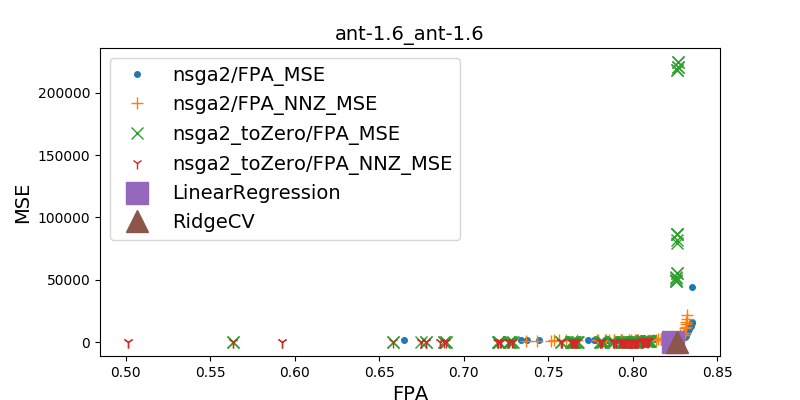 ant-1.6_ant-1.6
MSE
200000
150000
100000
50000
0
nsga2/FPA_MSE
nsga2/FPA_NNZ_MSE
nsga2_toZero/FPA_MSE
nsga2_toZero/FPA_NNZ_MSE
LinearRegression
RidgeCV
0.50 0.55 0.60 0.65 0.70 0.75 0.80 0.85
FPA